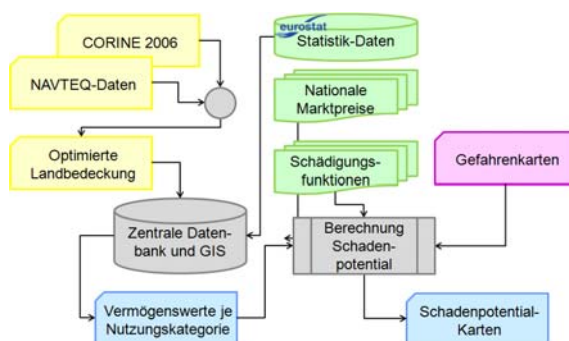 CORINE 2006
NAVTEQ-Daten
eurostat
Statistik-Daten
Nationale
Marktpreise
Optimierte
Landbedeckung
Schädigungs-
funktionen
Gefahrenkarten
Zentrale Daten-
bank und GIS
Berechnung
Schaden-
potential
Vermögenswerte je
Nutzungskategorie
Schadenpotential-
Karten